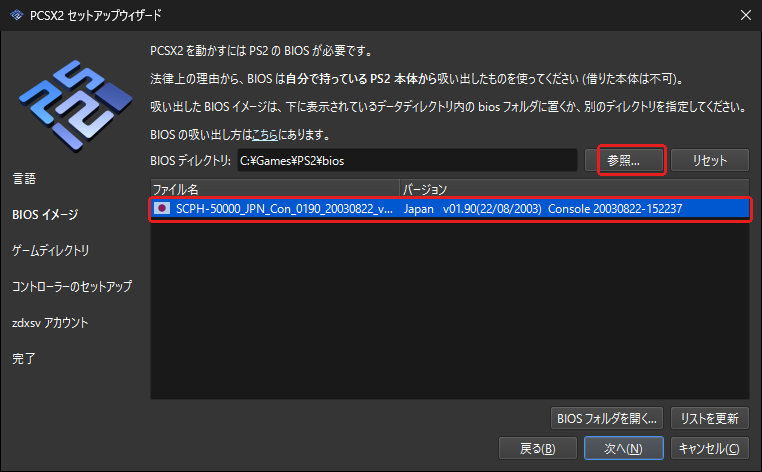 PCSX2 セットアップウィザード
PCSX2 を動かすには PS2 の BIOS が必要です。
法律上の理由から、BIOS は自分で持っている PS2 本体から吸い出したものを使ってください (借りた本体は不可)。
吸い出した BIOS イメージは、下に表示されているデータディレクトリ内の bios フォルダに置くか、別のディレクトリを指定してください。
BIOS の吸い出し方はこちらにあります。
BIOS ディレクトリ: C:¥Games¥PS2¥bios 参照... リセット
言語
BIOS イメージ
ゲームディレクトリ
コントローラーのセットアップ
zdxsv アカウント
完了
ファイル名 バージョン
SCPH-50000_JPN_Con_0190_20030822_v... Japan v01.90(22/08/2003) Console 20030822-152237
BIOS フォルダを開く... リストを更新
戻る(B) 次へ(N) キャンセル(C)